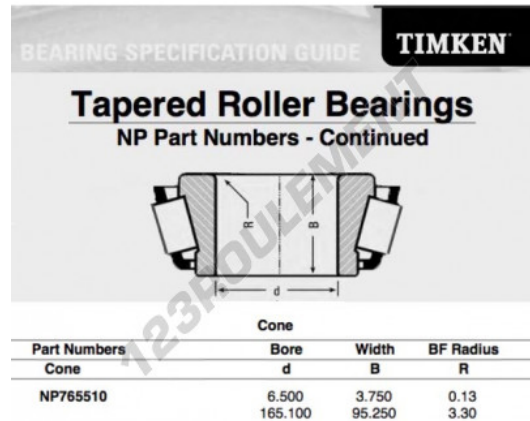 BEARING SPECIFICATION GUIDE
TIMKEN
Tapered Roller Bearings
NP Part Numbers - Continued
R
B
d
123ROULEMENT
Cone
Part Numbers Bore Width BF Radius
Cone d B R
NP765510 6.500 3.750 0.13
165.100 95.250 3.30